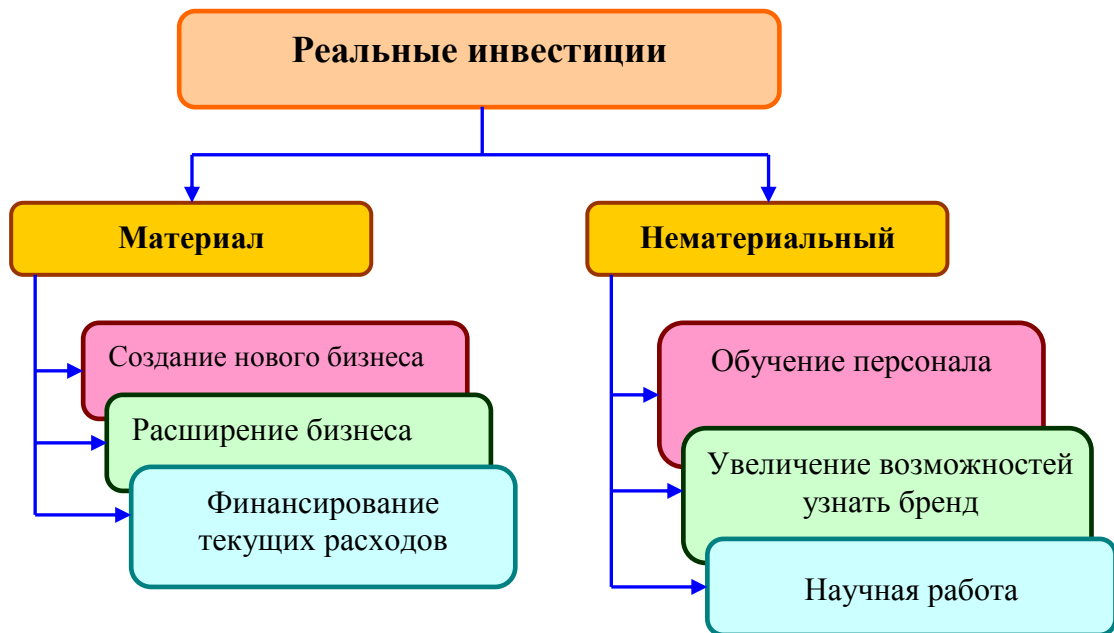 Реальные инвестиции
Материал
Нематериальный
Создание нового бизнеса
Расширение бизнеса
Финансирование
текущих расходов
Обучение персонала
Увеличение возможностей
узнать бренд
Научная работа